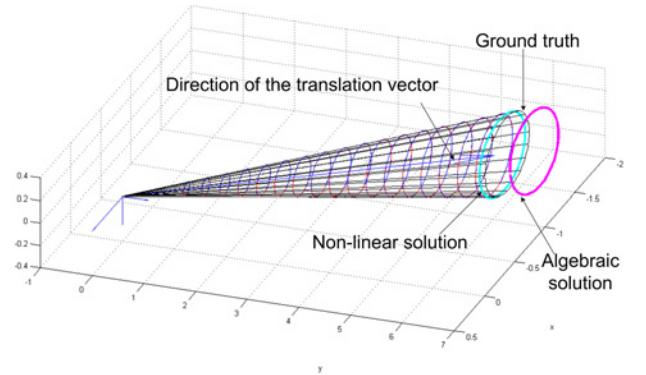 Ground truth
Direction of the translation vector
Non-linear solution
Algebraic
solution
0.4
0.2
0
-0.2
-0.4
-1
0
1
2
3
4
5
6
7
0.5
0
-0.5
-1
-1.5
-2
x
y